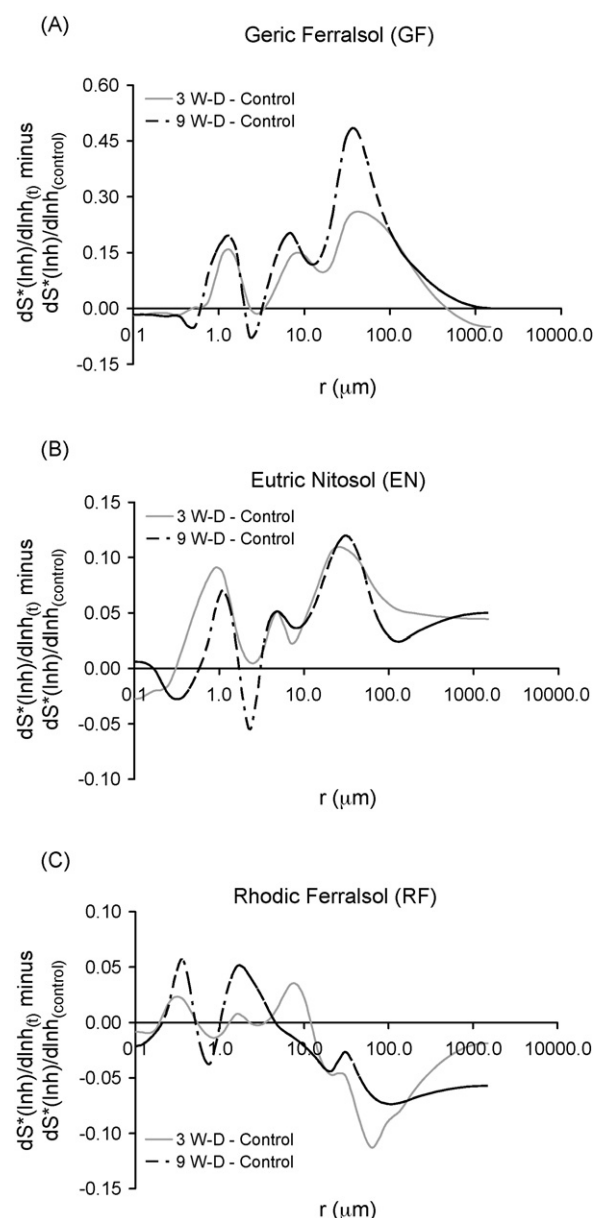 (A)
Geric Ferralsol (GF)
dS*(lnh)/dlnh(t) minus
dS*(lnh)/dlnh(control)
0.60
0.45
0.30
0.15
0.00
-0.15
3 W-D - Control
9 W-D - Control
0.1 1.0 10.0 100.0 1000.0 10000.0
r (μm)
(B)
Eutric Nitosol (EN)
dS*(lnh)/dlnh(t) minus
dS*(lnh)/dlnh(control)
0.15
0.10
0.05
0.00
-0.05
-0.10
3 W-D - Control
9 W-D - Control
0.1 1.0 10.0 100.0 1000.0 10000.0
r (μm)
(C)
Rhodic Ferralsol (RF)
dS*(lnh)/dlnh(t) minus
dS*(lnh)/dlnh(control)
0.10
0.05
0.00
-0.05
-0.10
-0.15
0.1 1.0 10.0 100.0 1000.0 10000.0
3 W-D - Control
9 W-D - Control
r (μm)